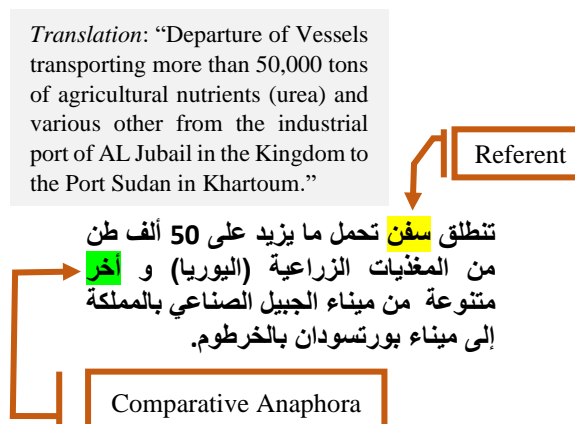 Translation: “Departure of Vessels
transporting more than 50,000 tons
of agricultural nutrients (urea) and
various other from the industrial
port of AL Jubail in the Kingdom to
the Port Sudan in Khartoum.”
Referent
تنطلق سفن تحمل ما يزيد على 50 ألف طن
من المغذيات الزراعية (اليوريا) و أخر
متنوعة من ميناء الجبيل الصناعي بالمملكة
إلى ميناء بورتسودان بالخرطوم.
Comparative Anaphora